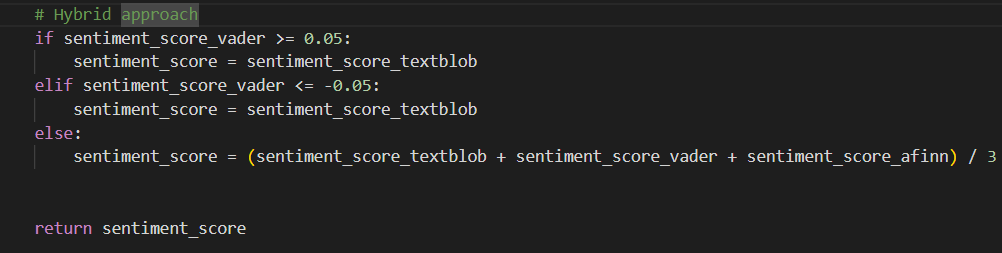 # Hybrid approach
if sentiment_score_vader >= 0.05:
    sentiment_score = sentiment_score_textblob
elif sentiment_score_vader <= -0.05:
    sentiment_score = sentiment_score_textblob
else:
    sentiment_score = (sentiment_score_textblob + sentiment_score_vader + sentiment_score_afinn) / 3
return sentiment_score